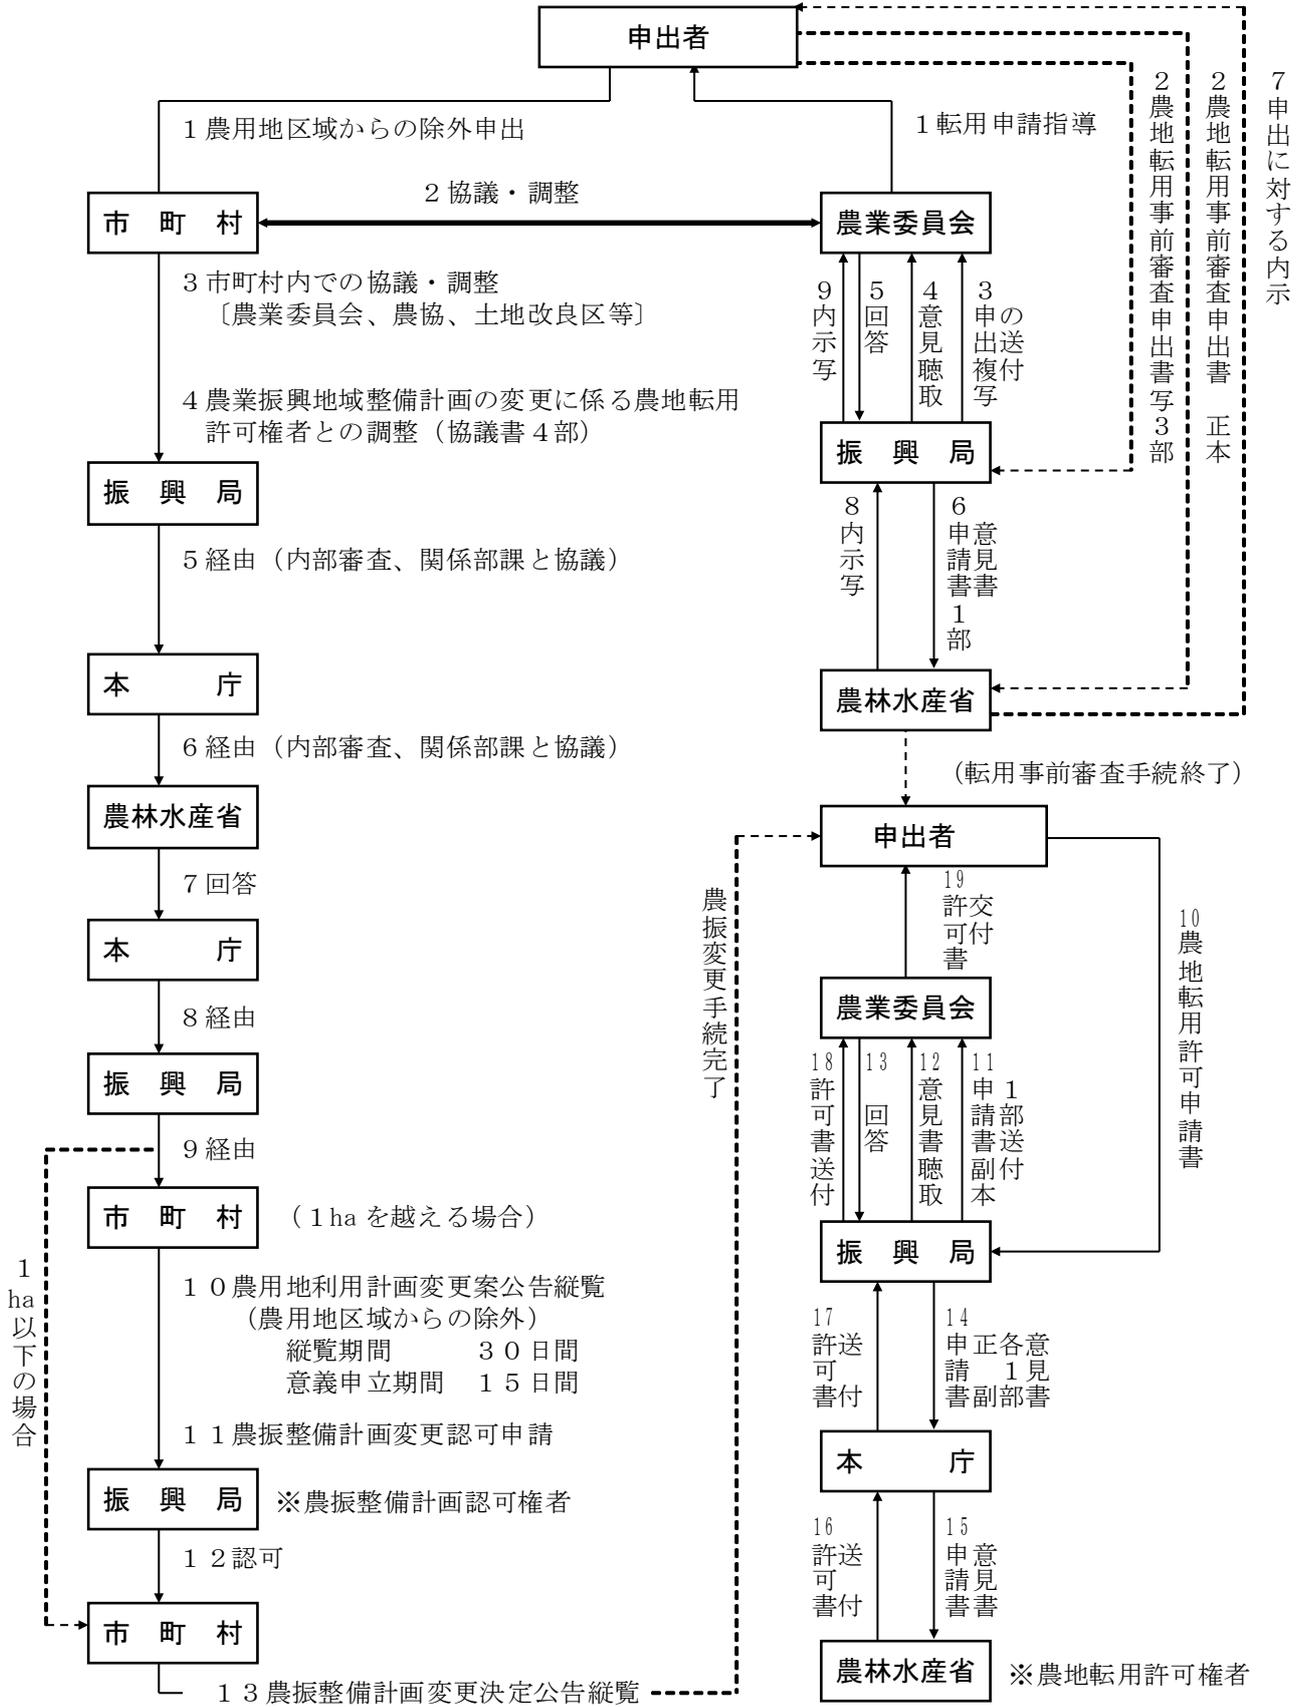 申出者
１農用地区域からの除外申出
１転用申請指導
２農地転用事前審査申出書写３部
２農地転用事前審査申出書　正本
７申出に対する内示
市　町　村
２協議・調整
農業委員会
３市町村内での協議・調整
〔農業委員会、農協、土地改良区等〕
９内示写
５回答
４意見聴取
３申出複写
の送付
４農業振興地域整備計画の変更に係る農地転用
許可権者との調整（協議書４部）
振　興　局
振　興　局
５経由（内部審査、関係部課と協議）
８内示写
６申請書
意見書
１部
本　　　庁
農林水産省
６経由（内部審査、関係部課と協議）
（転用事前審査手続終了）
農林水産省
申出者
７回答
農振変更手続完了
19許可書
交付
10農地転用許可申請書
本　　　庁
農業委員会
８経由
振　興　局
18許可書送付
13　回答
12意見書聴取
11申請書副本
１部送付
９経由
市　町　村
（１ha を越える場合）
振　興　局
１ha以下の場合
１０農用地利用計画変更案公告縦覧
（農用地区域からの除外）
縦覧期間　　　３０日間
意義申立期間　１５日間
17許可書
送付
14申請書
正副
各１部
意見書
１１農振整備計画変更認可申請
本　　　庁
振　興　局
※農振整備計画認可権者
16許可書
送付
15申請書
意見書
１２認可
市　町　村
農林水産省
※農地転用許可権者
１３農振整備計画変更決定公告縦覧